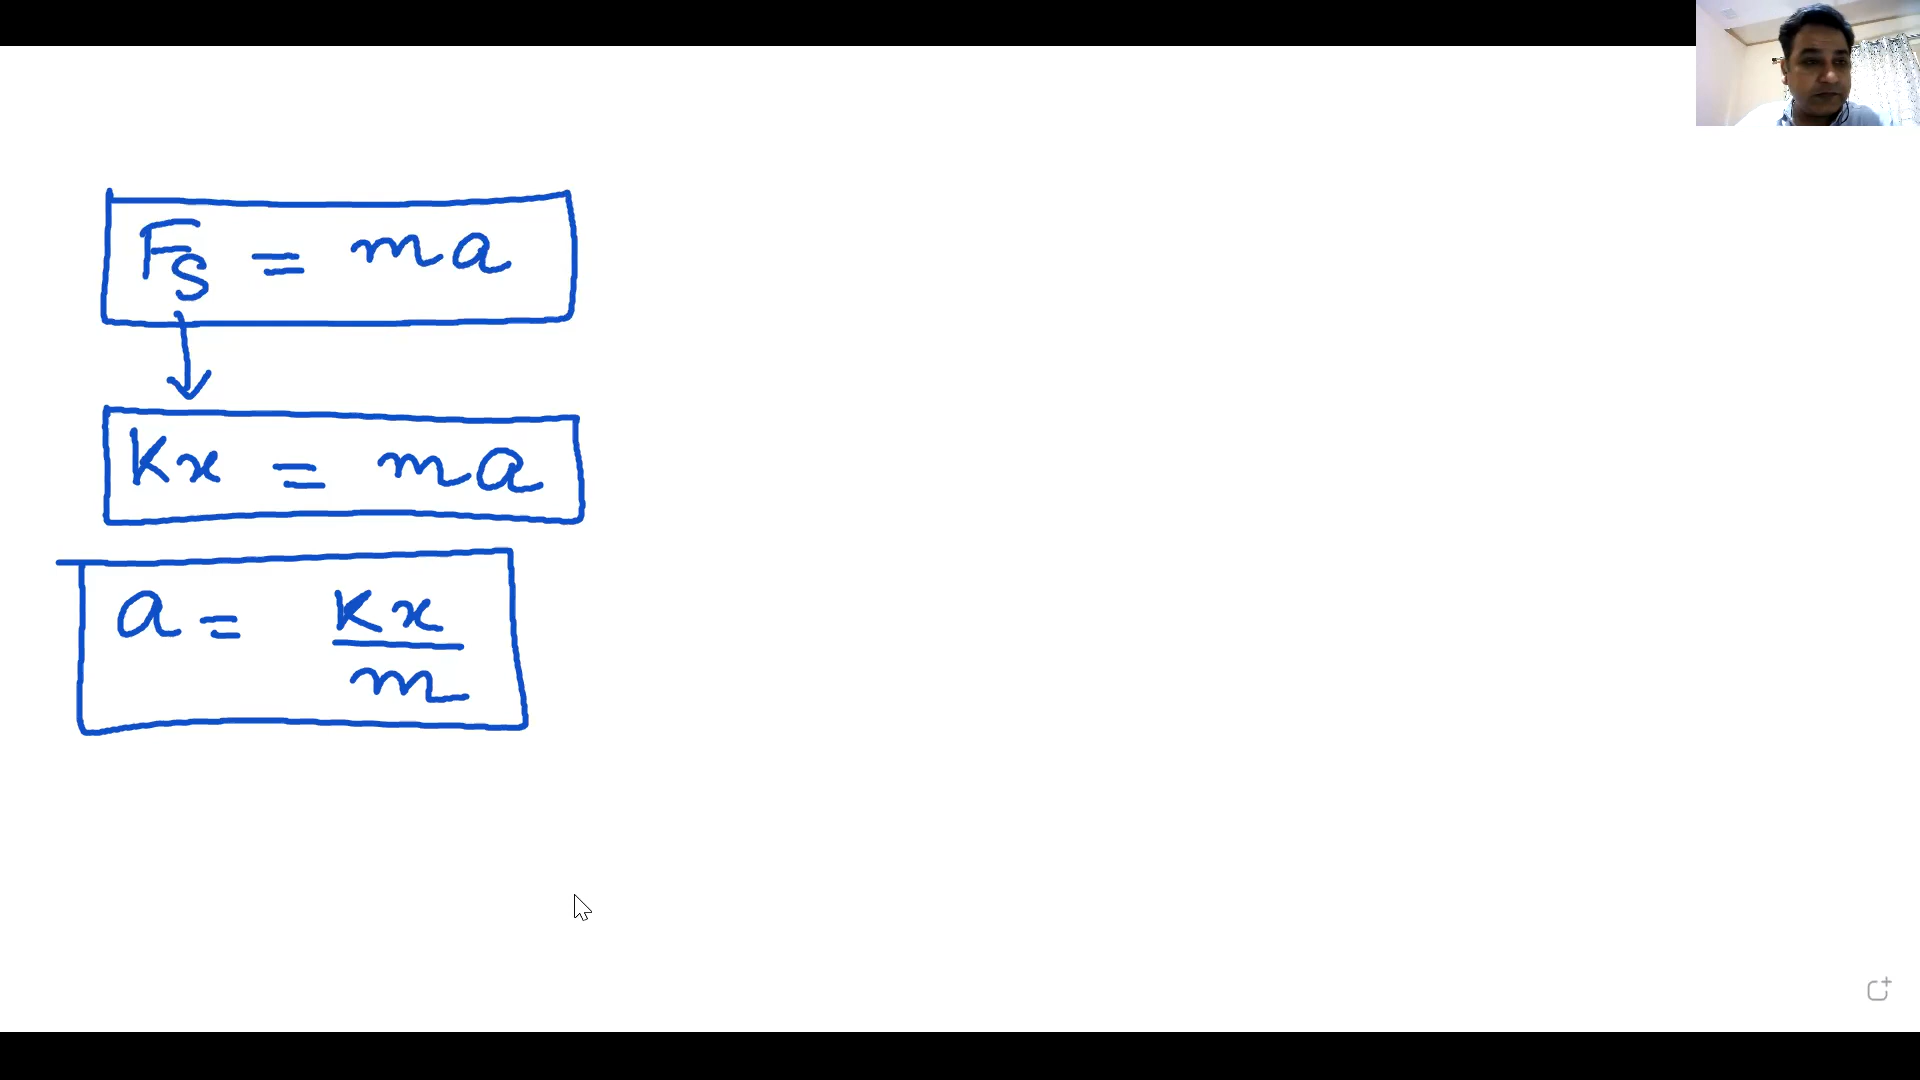 Fs = ma
Kx = ma
a = Kx/m